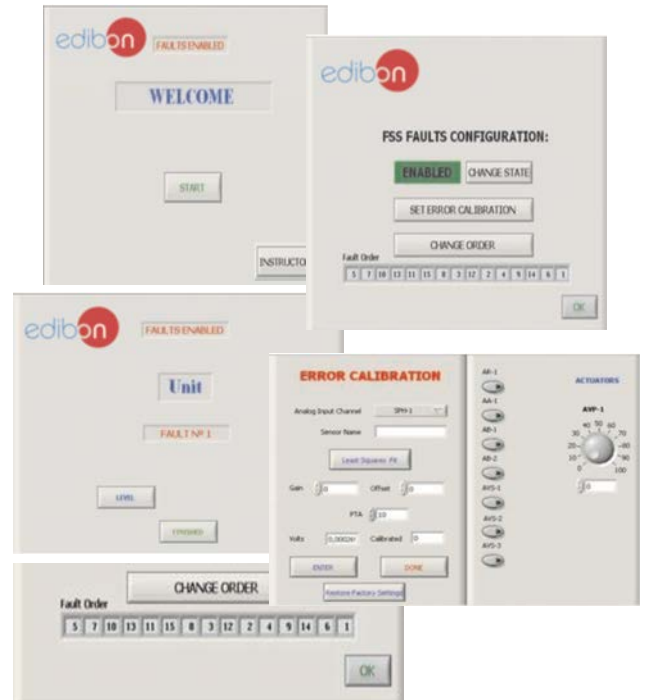 edibon FAULTS ENABLED
WELCOME
START
INSTRUCTO
edibon
FSS FAULTS CONFIGURATION:
ENABLED CHANGE STATE
SET ERROR CALIBRATION
CHANGE ORDER
Fault Order
5 7 10 13 11 15 8 3 12 2 4 9 14 6 1
OK
edibon FAULTS ENABLED
Unit
FAULT Nº 1
LEVEL
FINISHED
ERROR CALIBRATION
Analog Input Channel SPH-1
Sensor Name
Least Squares Fit
Gain 0 Offset 0
PTA 10
Volts Calibrated 0
ENTER DONE
Restore Factory Settings
AR-1
AA-1
AB-1
AB-2
AVS-1
AVS-2
AVS-3
ACTUATORS
AVP-1
0 10 20 30 40 50 60 70 80 90 100
0
CHANGE ORDER
Fault Order
5 7 10 13 11 15 8 3 12 2 4 9 14 6 1
OK